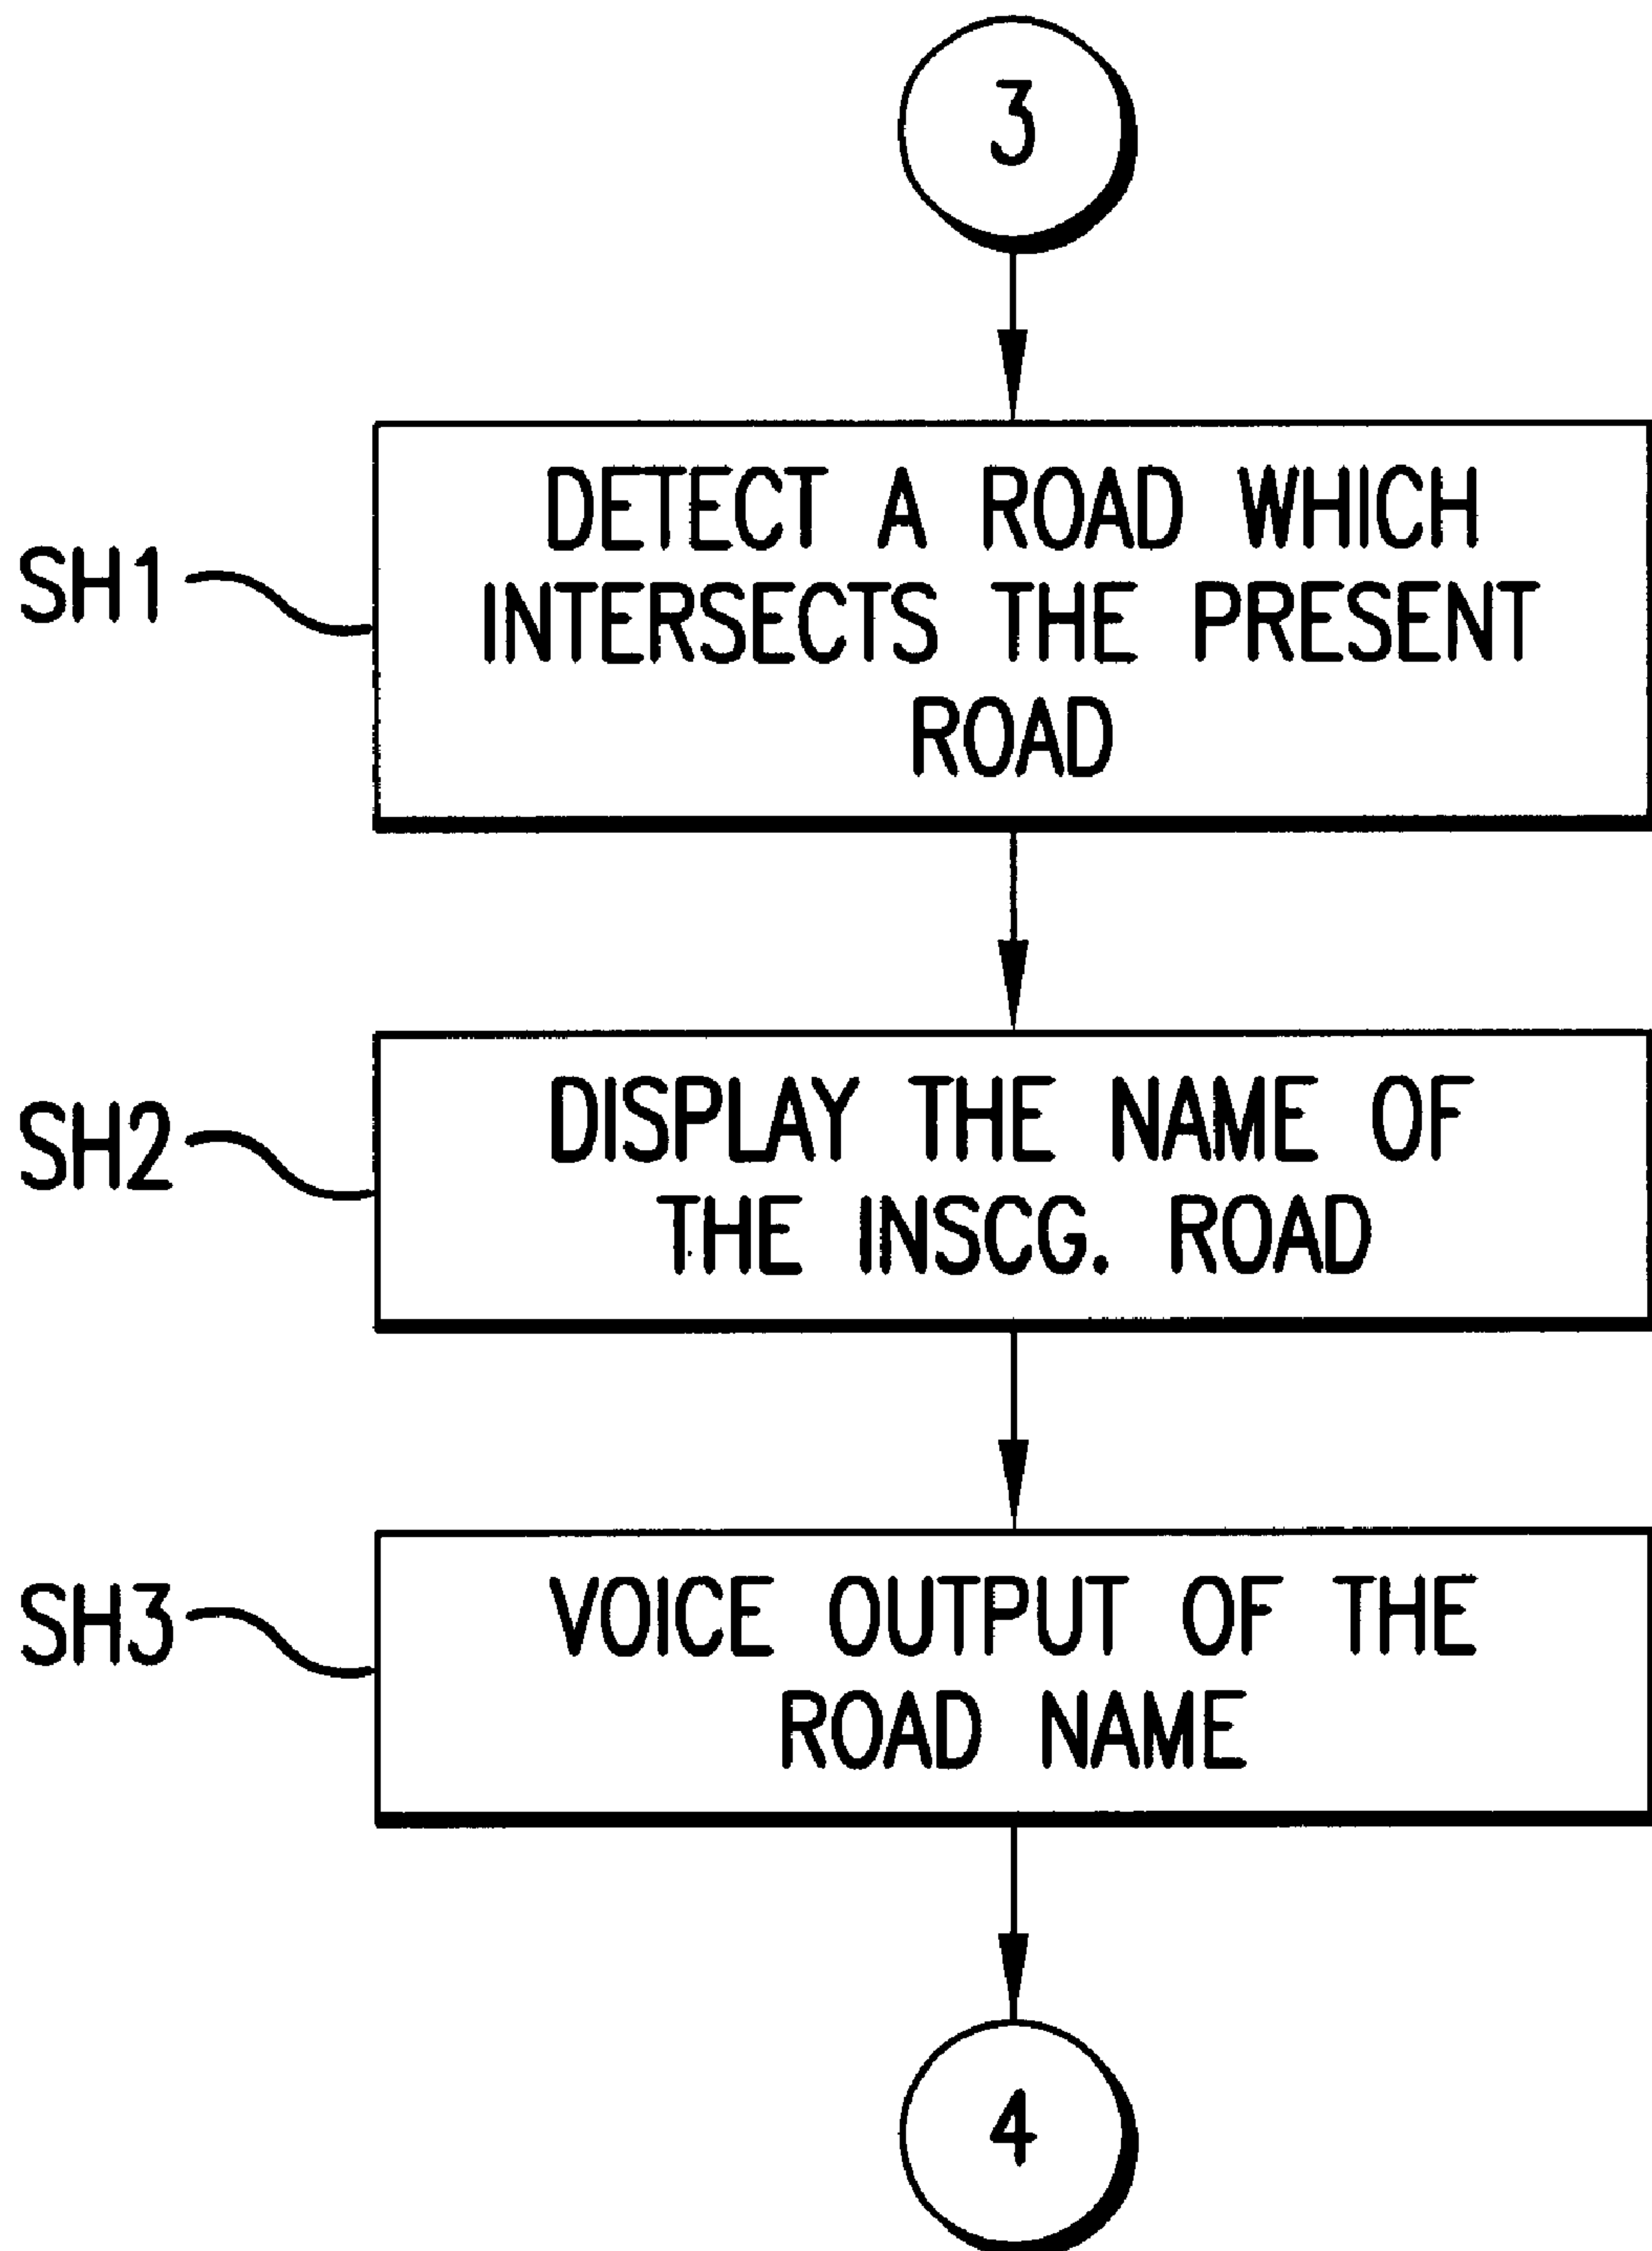 3
SH1
DETECT A ROAD WHICH
INTERSECTS THE PRESENT
ROAD
SH2
DISPLAY THE NAME OF
THE INSCG. ROAD
SH3
VOICE OUTPUT OF THE
ROAD NAME
4